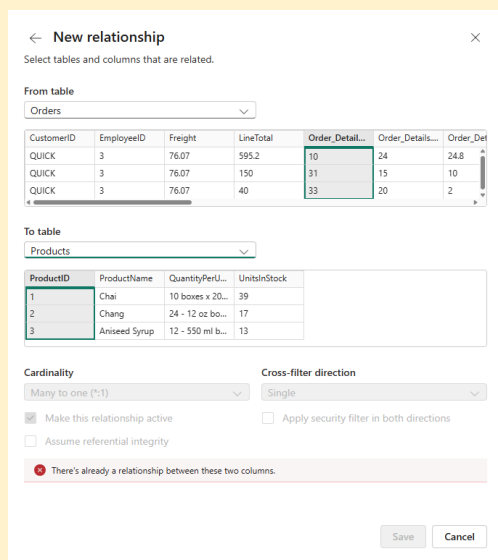 New relationship
Select tables and columns that are related.
From table
Orders
CustomerID EmployeeID Freight LineTotal Order_Detail... Order_Details.... Order_Det
QUICK 3 76.07 595.2 10 24 24.8
QUICK 3 76.07 150 31 15 10
QUICK 3 76.07 40 33 20 2
To table
Products
ProductID ProductName QuantityPerU... UnitsInStock
1 Chai 10 boxes x 20... 39
2 Chang 24 - 12 oz bo... 17
3 Aniseed Syrup 12 - 550 ml b... 13
Cardinality Cross-filter direction
Many to one (*:1) Single
Make this relationship active Apply security filter in both directions
Assume referential integrity
There's already a relationship between these two columns.
Save Cancel